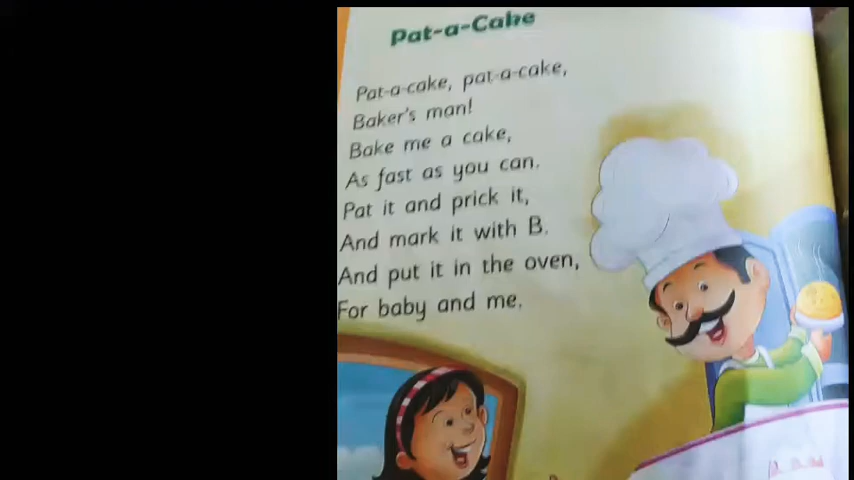 Pat-a-Cake
Pat-a-cake, pat-a-cake,
Baker's man!
Bake me a cake,
As fast as you can.
Pat it and prick it,
And mark it with B.
And put it in the oven,
For baby and me.